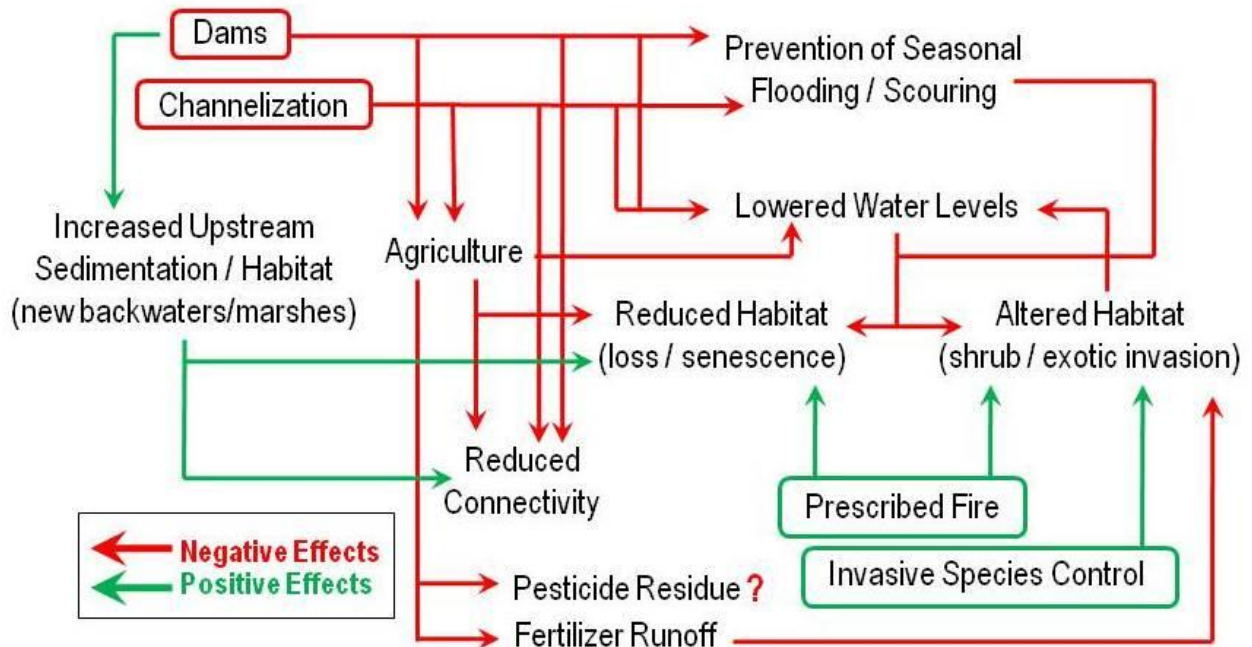 Dams
Prevention of Seasonal
Flooding / Scouring
Channelization
Increased Upstream
Sedimentation / Habitat
(new backwaters/marshes)
Agriculture
Lowered Water Levels
Reduced Habitat
(loss / senescence)
Altered Habitat
(shrub / exotic invasion)
Reduced
Connectivity
Prescribed Fire
Invasive Species Control
Negative Effects
Positive Effects
Pesticide Residue ?
Fertilizer Runoff